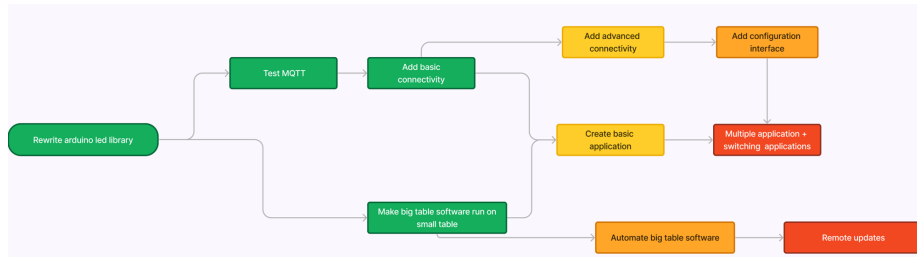 Add advanced
connectivity
Add configuration
interface
Test MQTT
Add basic
connectivity
Rewrite arduino led library
Create basic
application
Multiple application +
switching applications
Make big table software run on
small table
Automate big table software
Remote updates